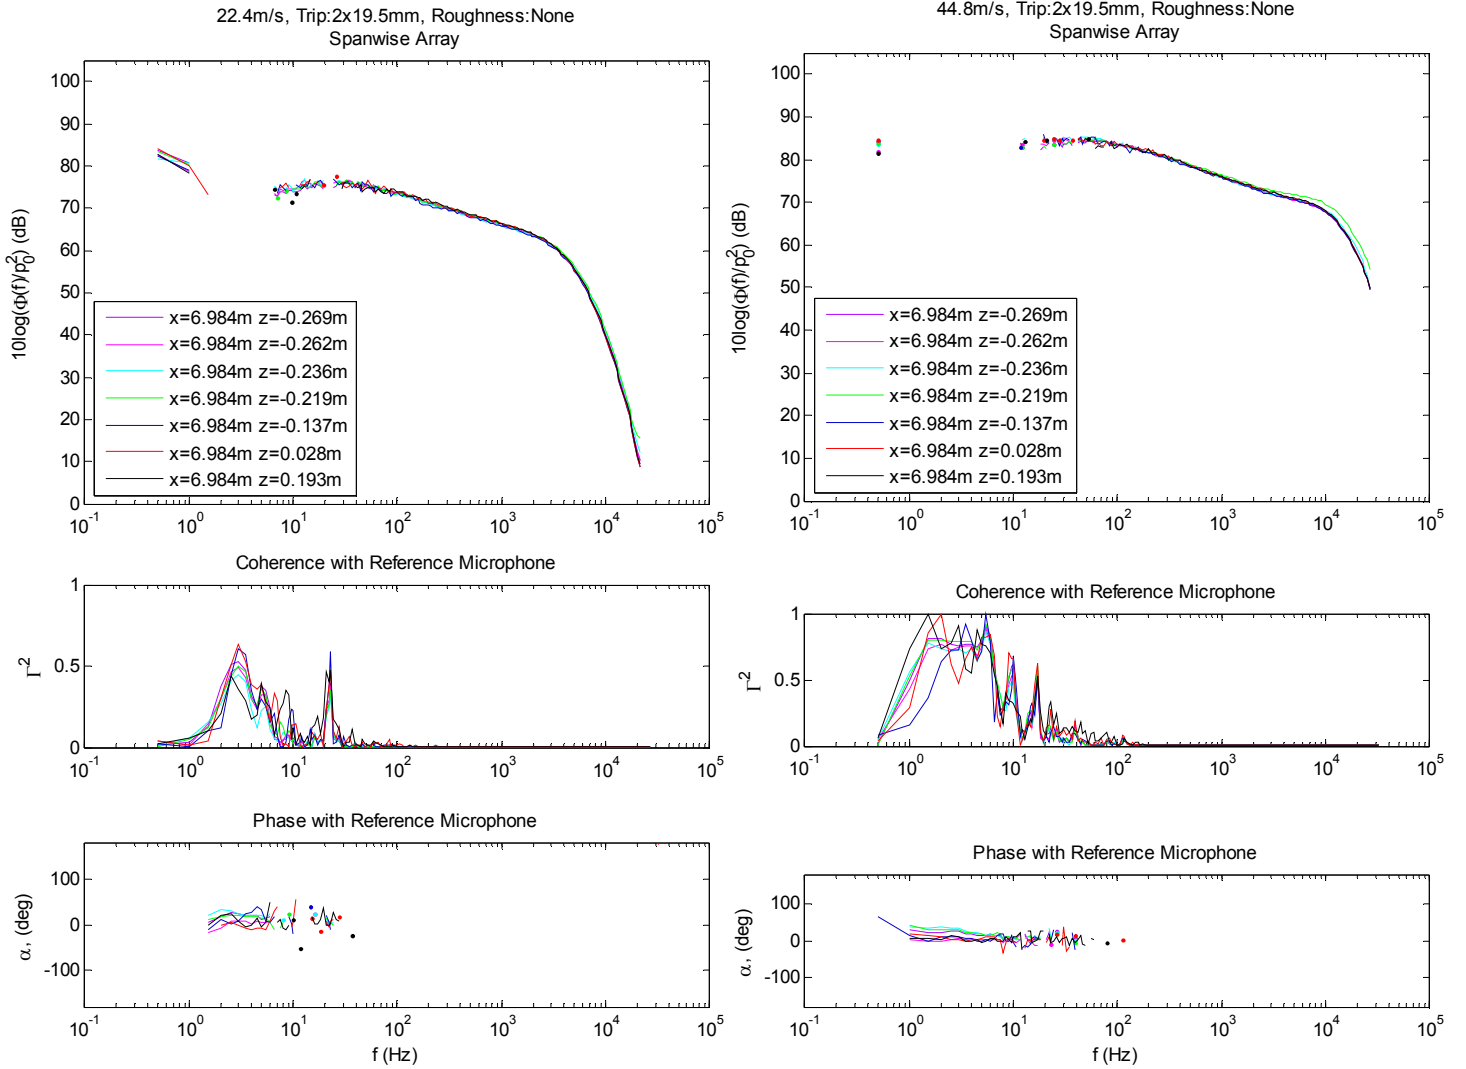 22.4m/s, Trip:2x19.5mm, Roughness:None
Spanwise Array
100
90
80
70
60
50
40
30
20
10
0
10log(Φ(f)/p₀²) (dB)
x=6.984m z=-0.269m
x=6.984m z=-0.262m
x=6.984m z=-0.236m
x=6.984m z=-0.219m
x=6.984m z=-0.137m
x=6.984m z=0.028m
x=6.984m z=0.193m
10⁻¹ 10⁰ 10¹ 10² 10³ 10⁴ 10⁵
Coherence with Reference Microphone
1
0.5
0
Γ²
10⁻¹ 10⁰ 10¹ 10² 10³ 10⁴ 10⁵
Phase with Reference Microphone
100
0
-100
α, (deg)
10⁻¹ 10⁰ 10¹ 10² 10³ 10⁴ 10⁵
f (Hz)
44.8m/s, Trip:2x19.5mm, Roughness:None
Spanwise Array
100
90
80
70
60
50
40
30
20
10
0
10log(Φ(f)/p₀²) (dB)
x=6.984m z=-0.269m
x=6.984m z=-0.262m
x=6.984m z=-0.236m
x=6.984m z=-0.219m
x=6.984m z=-0.137m
x=6.984m z=0.028m
x=6.984m z=0.193m
10⁻¹ 10⁰ 10¹ 10² 10³ 10⁴ 10⁵
Coherence with Reference Microphone
1
0.5
0
Γ²
10⁻¹ 10⁰ 10¹ 10² 10³ 10⁴ 10⁵
Phase with Reference Microphone
100
0
-100
α, (deg)
10⁻¹ 10⁰ 10¹ 10² 10³ 10⁴ 10⁵
f (Hz)